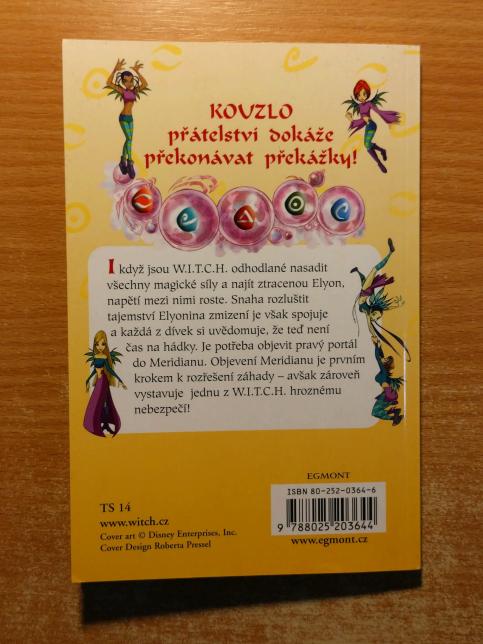 KOUZLO
přátelství dokáže
překonávat překážky!
I když jsou W.I.T.C.H. odhodlané nasadit
všechny magické síly a najít ztracenou Elyon,
napětí mezi nimi roste. Snaha rozluštit
tajemství Elyonina zmizení je však spojuje
a každá z dívek si uvědomuje, že teď není
čas na hádky. Je potřeba objevit pravý portál
do Meridianu. Objevení Meridianu je prvním
krokem k rozřešení záhady – avšak zároveň
vystavuje jednu z W.I.T.C.H. hroznému
nebezpečí!
TS 14
www.witch.cz
Cover art © Disney Enterprises, Inc.
Cover Design Roberta Pressel
EGMONT
ISBN 80-252-0364-6
9 788025 203644
www.egmont.cz